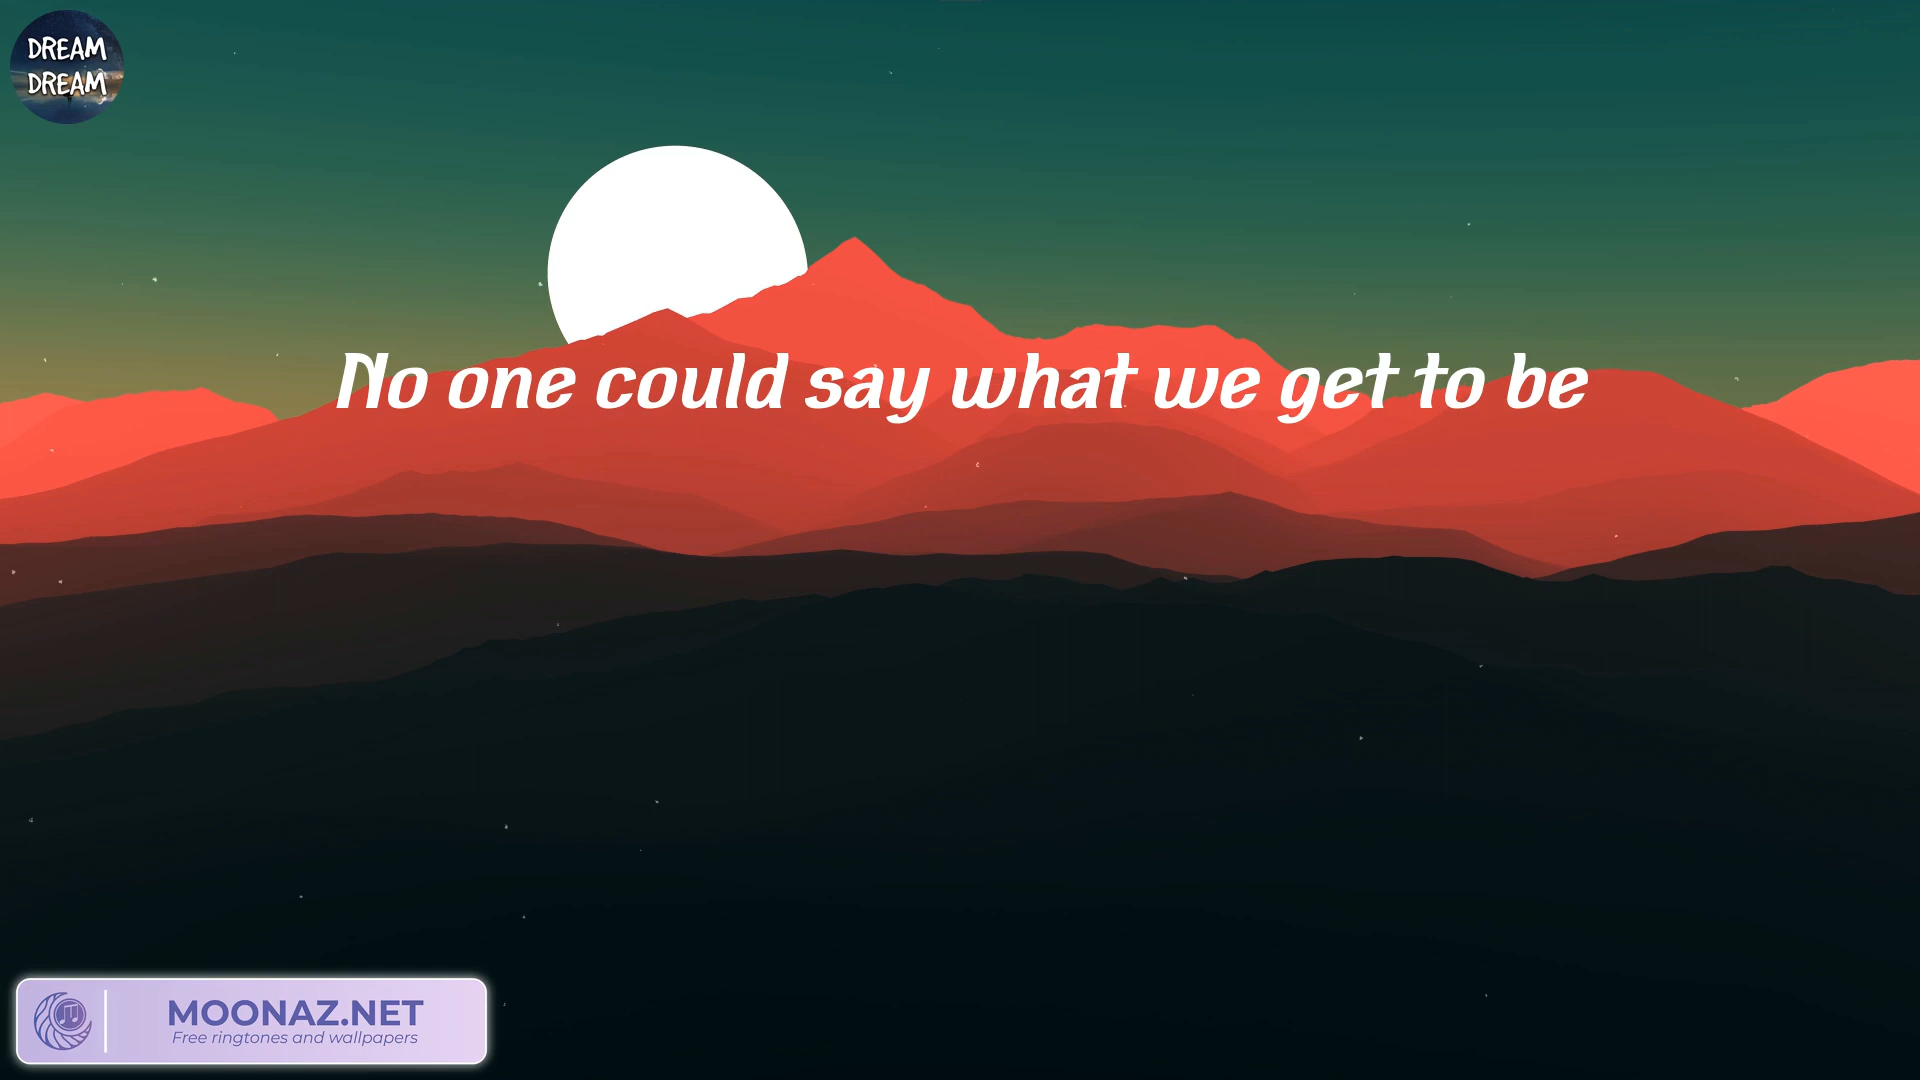 DREAM
DREAM
No one could say what we get to be
MOONAZ.NET
Free ringtones and wallpapers